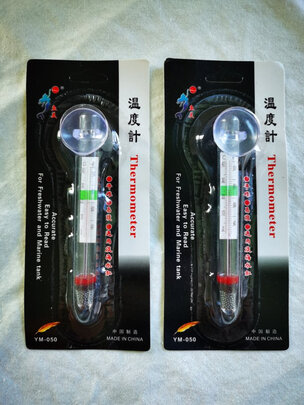 温度計
Thermometer
Accurate
Easy to Read
For Freshwater and Marine tank
YM-050
中国制造
MADE IN CHINA
温度計
Thermometer
Accurate
Easy to Read
For Freshwater and Marine tank
YM-050
中国制造
MADE IN CHINA